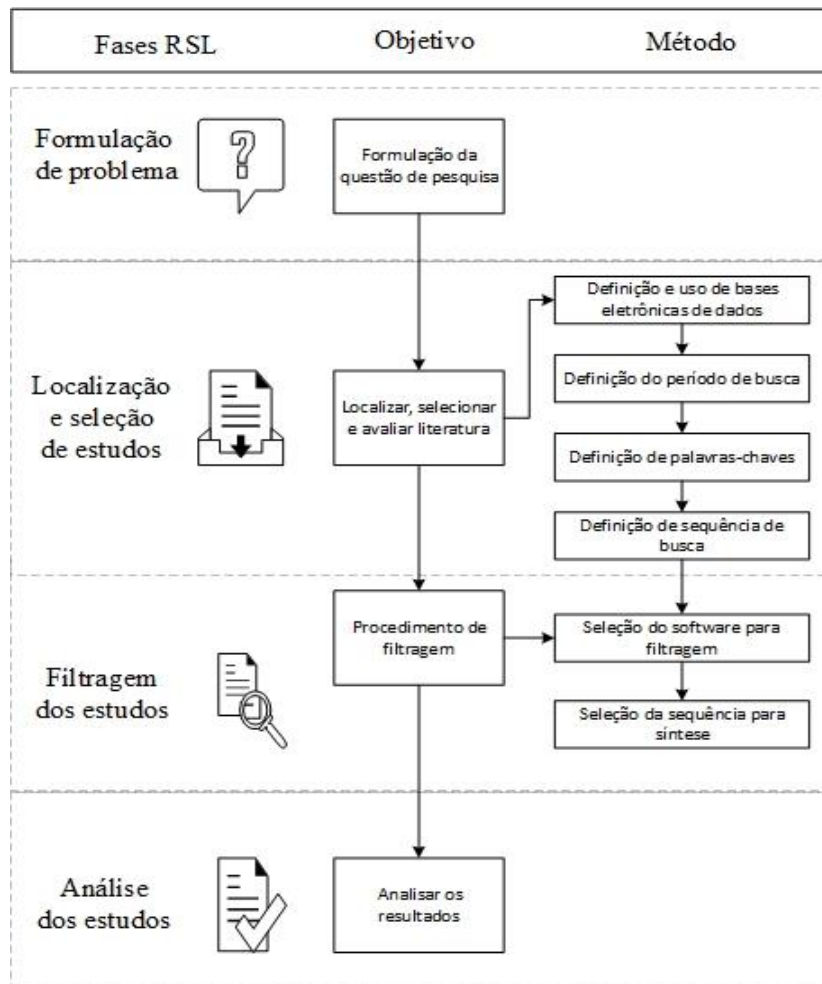 Fases RSL
Objetivo
Método
Formulação
de problema
?
Formulação da
questão de pesquisa
Localização
e seleção
de estudos
Localizar, selecionar
e avaliar literatura
Definição e uso de bases
eletrônicas de dados
Definição do período de busca
Definição de palavras-chaves
Definição de sequência de
busca
Filtragem
dos estudos
Procedimento de
filtragem
Seleção do software para
filtragem
Seleção da sequência para
síntese
Análise
dos estudos
Analisar os
resultados